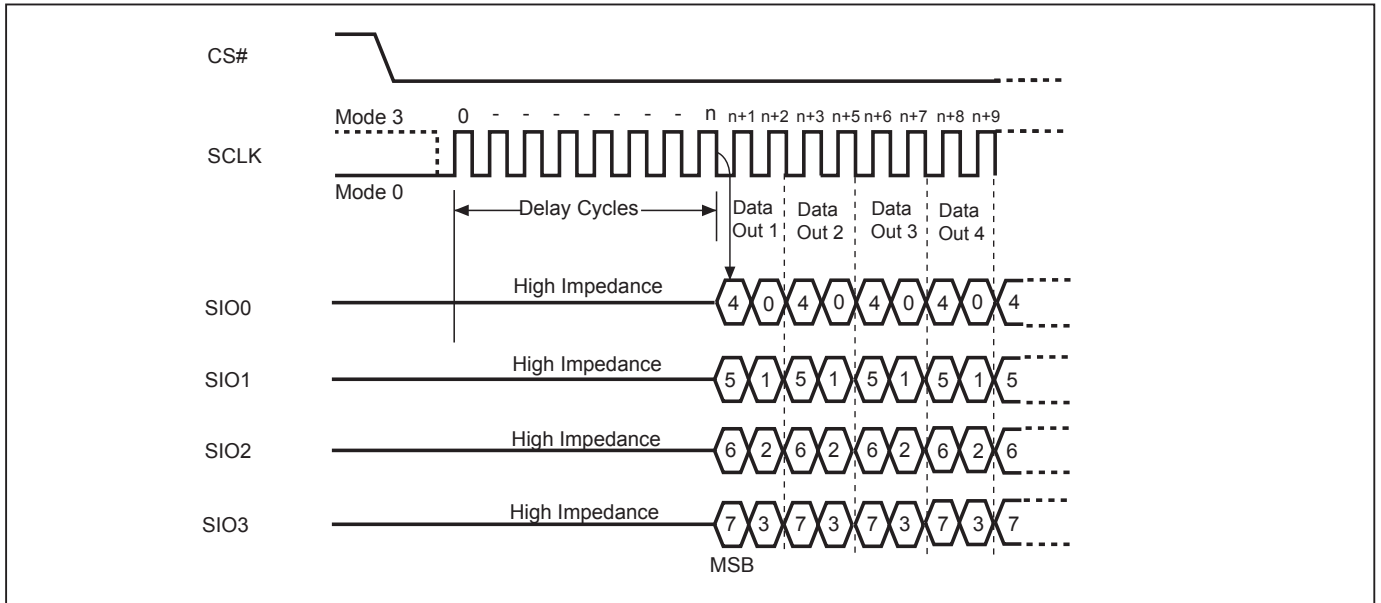 CS#
Mode 3
0 - - - - - - - n n+1 n+2 n+3 n+5 n+6 n+7 n+8 n+9
SCLK
Mode 0
Delay Cycles
Data Out 1
Data Out 2
Data Out 3
Data Out 4
SIO0 High Impedance 4 0 4 0 4 0 4 0 4
SIO1 High Impedance 5 1 5 1 5 1 5 1 5
SIO2 High Impedance 6 2 6 2 6 2 6 2 6
SIO3 High Impedance 7 3 7 3 7 3 7 3 7
MSB